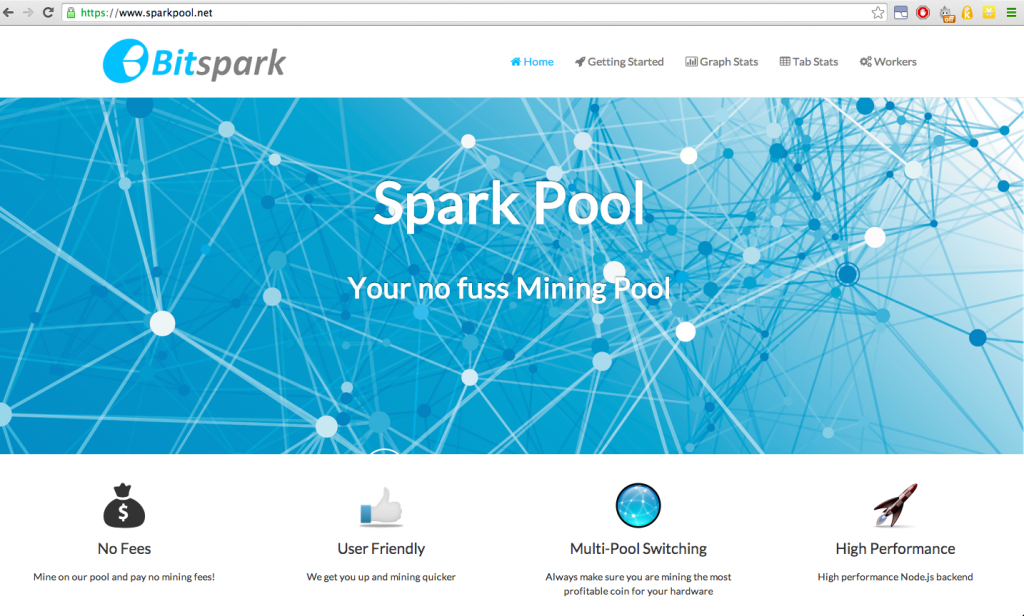 https://www.sparkpool.net
off
Bitspark
Home Getting Started Graph Stats Tab Stats Workers
Spark Pool
Your no fuss Mining Pool
$
No Fees User Friendly Multi-Pool Switching High Performance
Mine on our pool and pay no mining fees! We get you up and mining quicker Always make sure you are mining the most High performance Node.js backend
profitable coin for your hardware